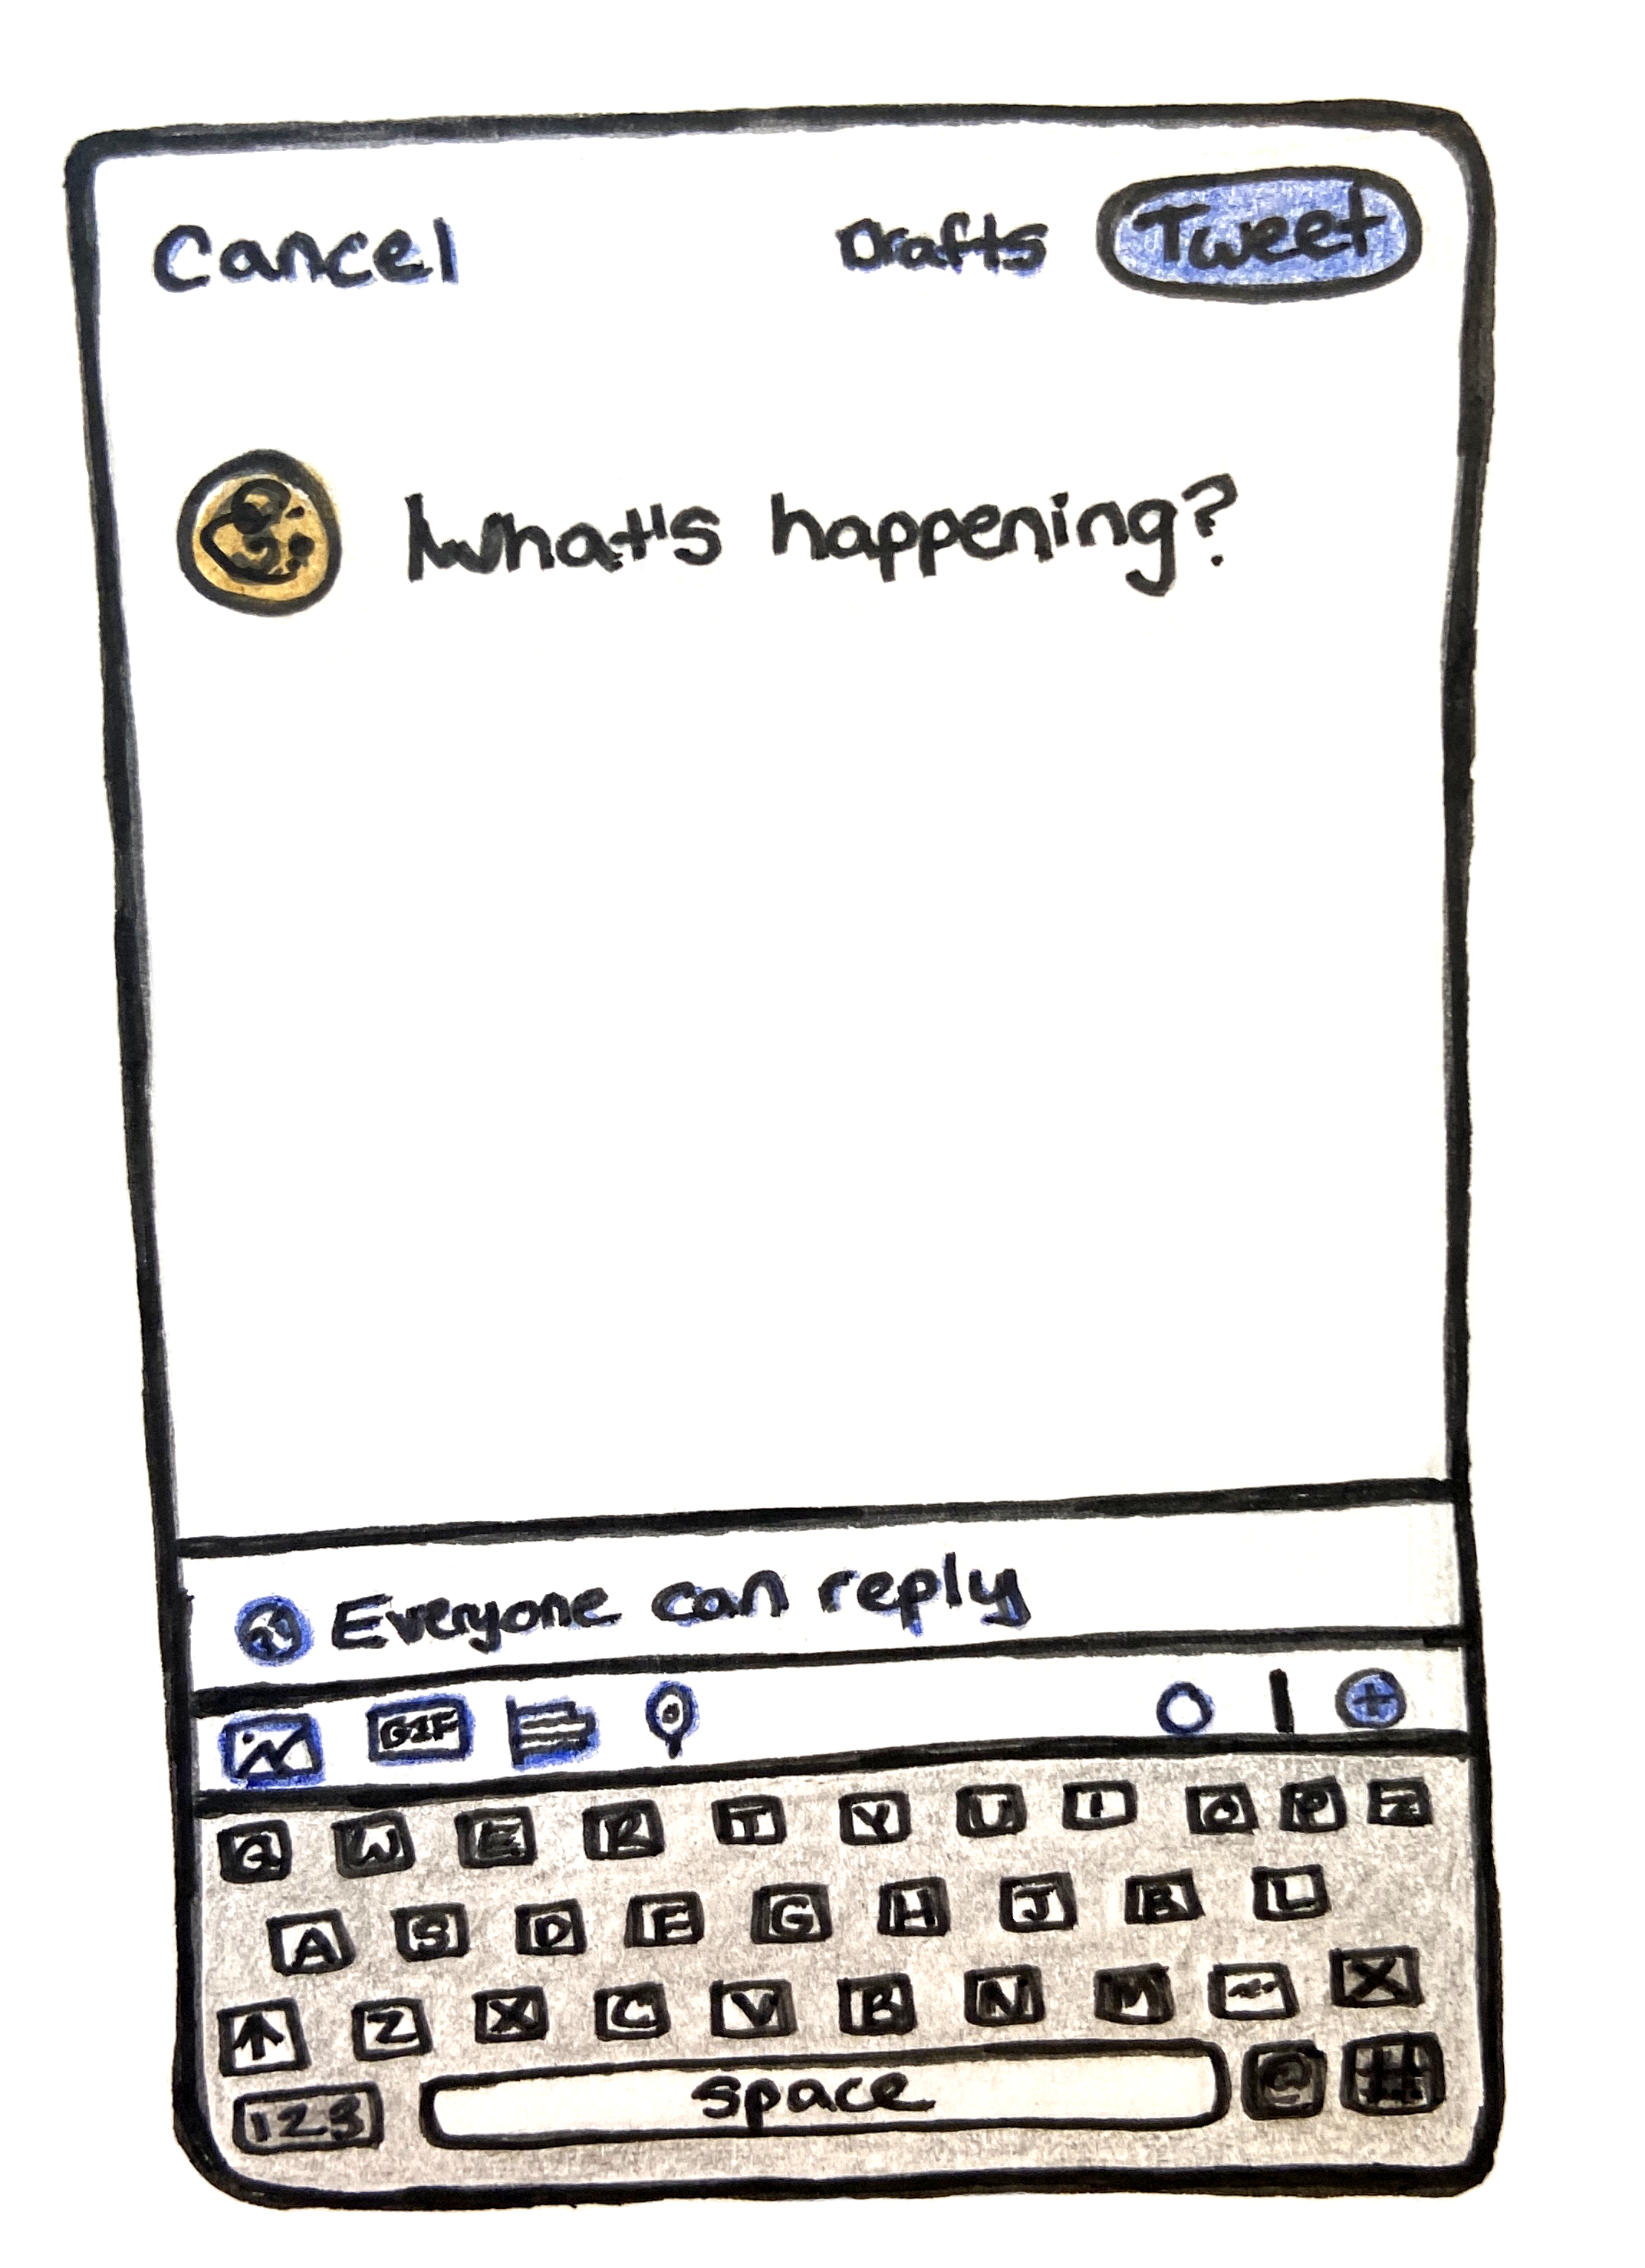 Cancel Drafts Tweet
What's happening?
Everyone can reply
GIF
Q W E R T Y U I O P
A S D F G H J L
Z X C V B N M X
123 space @ #